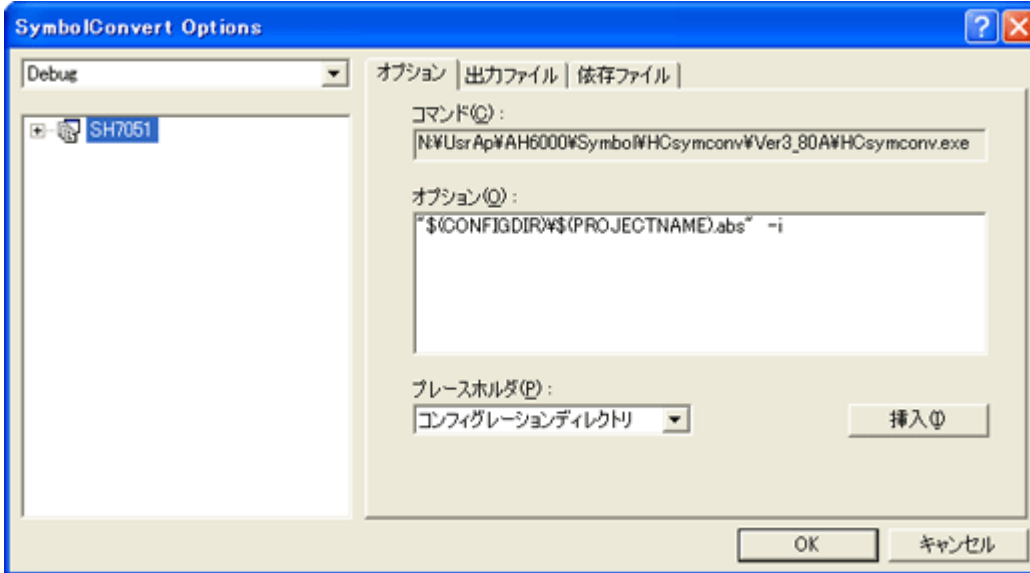 SymbolConvert Options
Debug
SH7051
オプション 出力ファイル 依存ファイル
コマンド(C):
N:¥UsrAp¥AH6000¥Symbol¥HCsymconv¥Ver3_80A¥HCsymconv.exe
オプション(O):
"$(CONFIGDIR)¥$(PROJECTNAME).abs" -i
プレースホルダ(P):
コンフィグレーションディレクトリ
挿入(I)
OK キャンセル